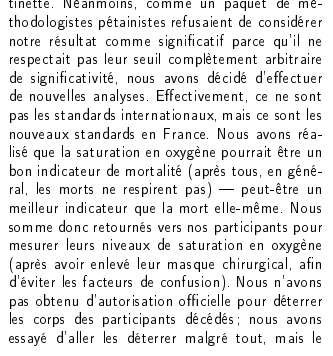 tinette. Néanmoins, comme un paquet de mé-
thodologistes pétainistes refusaient de considérer
notre résultat comme significatif parce qu'il ne
respectait pas leur seuil complètement arbitraire
de significativité, nous avons décidé d'effectuer
de nouvelles analyses. Effectivement, ce ne sont
pas les standards internationaux, mais ce sont les
nouveaux standards en France. Nous avons réa-
lisé que la saturation en oxygène pourrait être un
bon indicateur de mortalité (après tous, en géné-
ral, les morts ne respirent pas) — peut-être un
meilleur indicateur que la mort elle-même. Nous
somme donc retournés vers nos participants pour
mesurer leurs niveaux de saturation en oxygène
(après avoir enlevé leur masque chirurgical, afin
d'éviter les facteurs de confusion). Nous n'avons
pas obtenu d'autorisation officielle pour déterrer
les corps des participants décédés; nous avons
essayé d'aller les déterrer malgré tout, mais le